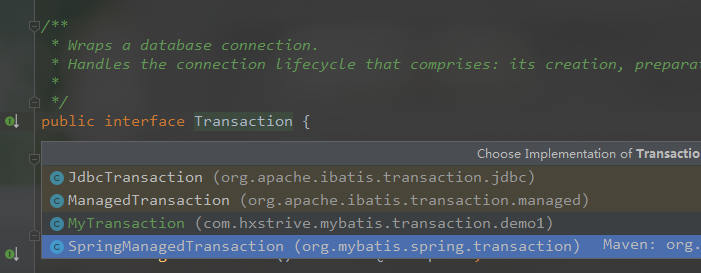 /**
* Wraps a database connection.
* Handles the connection lifecycle that comprises: its creation,
*
*/
public interface Transaction {
Choose Implementation of
JdbcTransaction (org.apache.ibatis.transaction.jdbc)
ManagedTransaction (org.apache.ibatis.transaction.managed)
MyTransaction (com.hxstrive.mybatis.transaction.demo1)
SpringManagedTransaction (org.mybatis.spring.transaction) Maven: org.